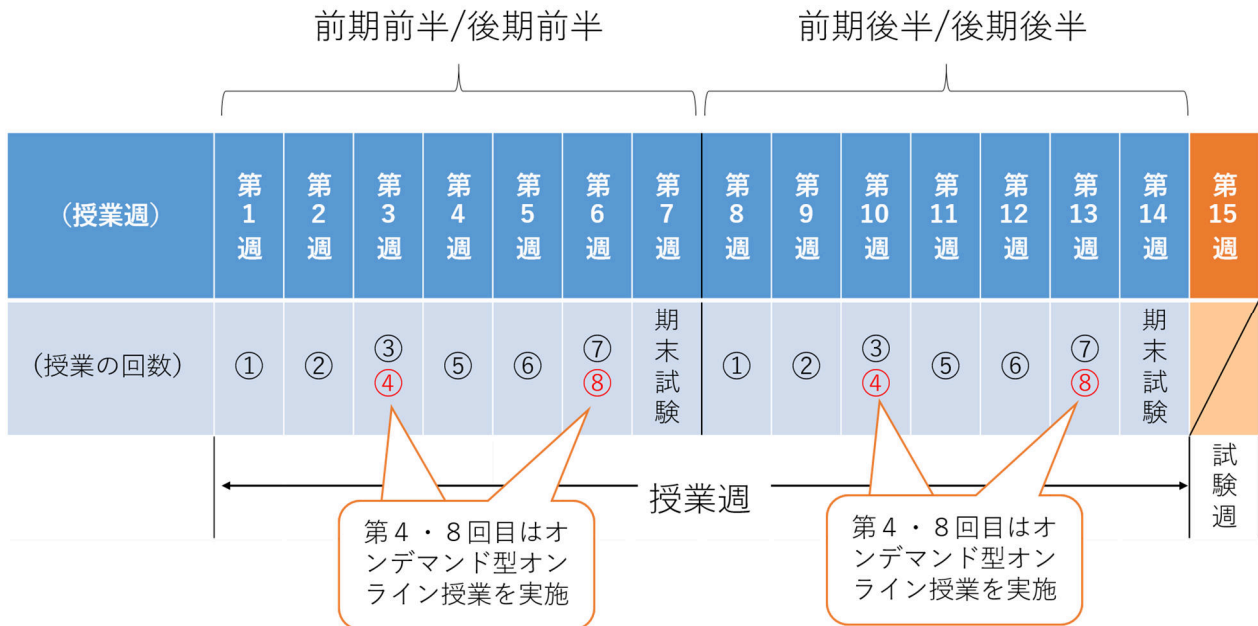 前期前半/後期前半
前期後半/後期後半
（授業週）
第1週
第2週
第3週
第4週
第5週
第6週
第7週
第8週
第9週
第10週
第11週
第12週
第13週
第14週
第15週
（授業の回数）
①
②
③
④
⑤
⑥
⑦
⑧
期末試験
①
②
③
④
⑤
⑥
⑦
⑧
期末試験
授業週
試験週
第４・８回目はオ
ンデマンド型オン
ライン授業を実施
第４・８回目はオ
ンデマンド型オン
ライン授業を実施